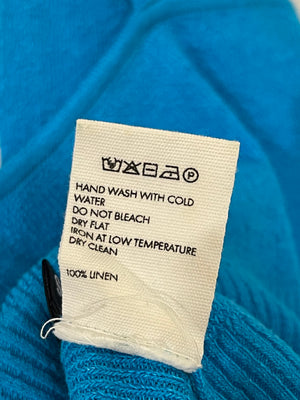 P
HAND WASH WITH COLD
WATER
DO NOT BLEACH
DRY FLAT
IRON AT LOW TEMPERATURE
DRY CLEAN
100% LINEN